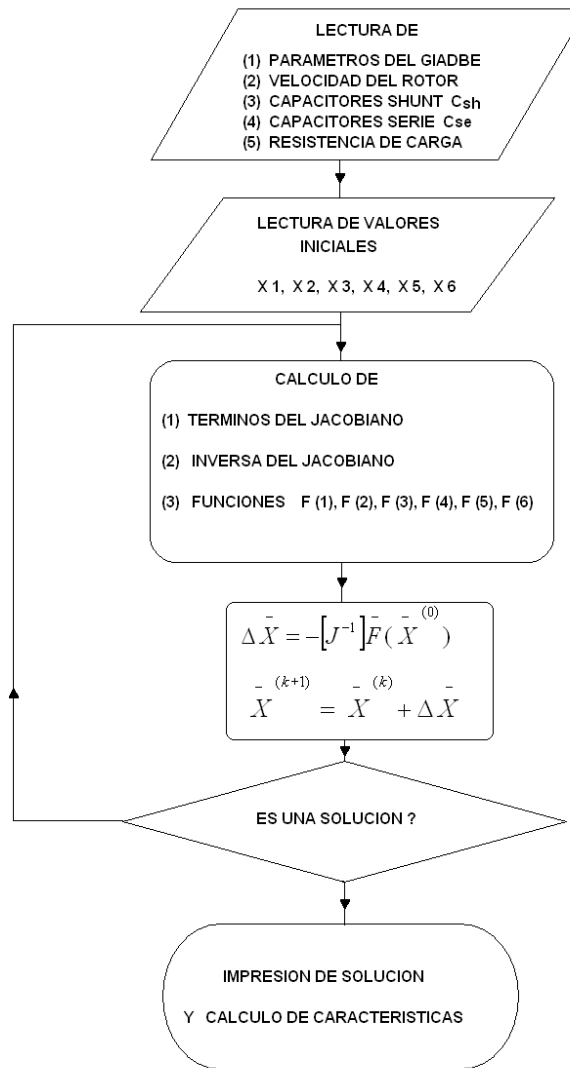 LECTURA DE
(1) PARAMETROS DEL GIADBE
(2) VELOCIDAD DEL ROTOR
(3) CAPACITORES SHUNT Csh
(4) CAPACITORES SERIE Cse
(5) RESISTENCIA DE CARGA
LECTURA DE VALORES
INICIALES
X 1, X 2, X 3, X 4, X 5, X 6
CALCULO DE
(1) TERMINOS DEL JACOBIANO
(2) INVERSA DEL JACOBIANO
(3) FUNCIONES F (1), F (2), F (3), F (4), F (5), F (6)
Δ X̄ = −[J⁻¹] F̄ ( X̄ ⁽⁰⁾ )
X̄ ⁽ᵏ⁺¹⁾ = X̄ ⁽ᵏ⁾ + Δ X̄
ES UNA SOLUCION ?
IMPRESION DE SOLUCION
Y CALCULO DE CARACTERISTICAS